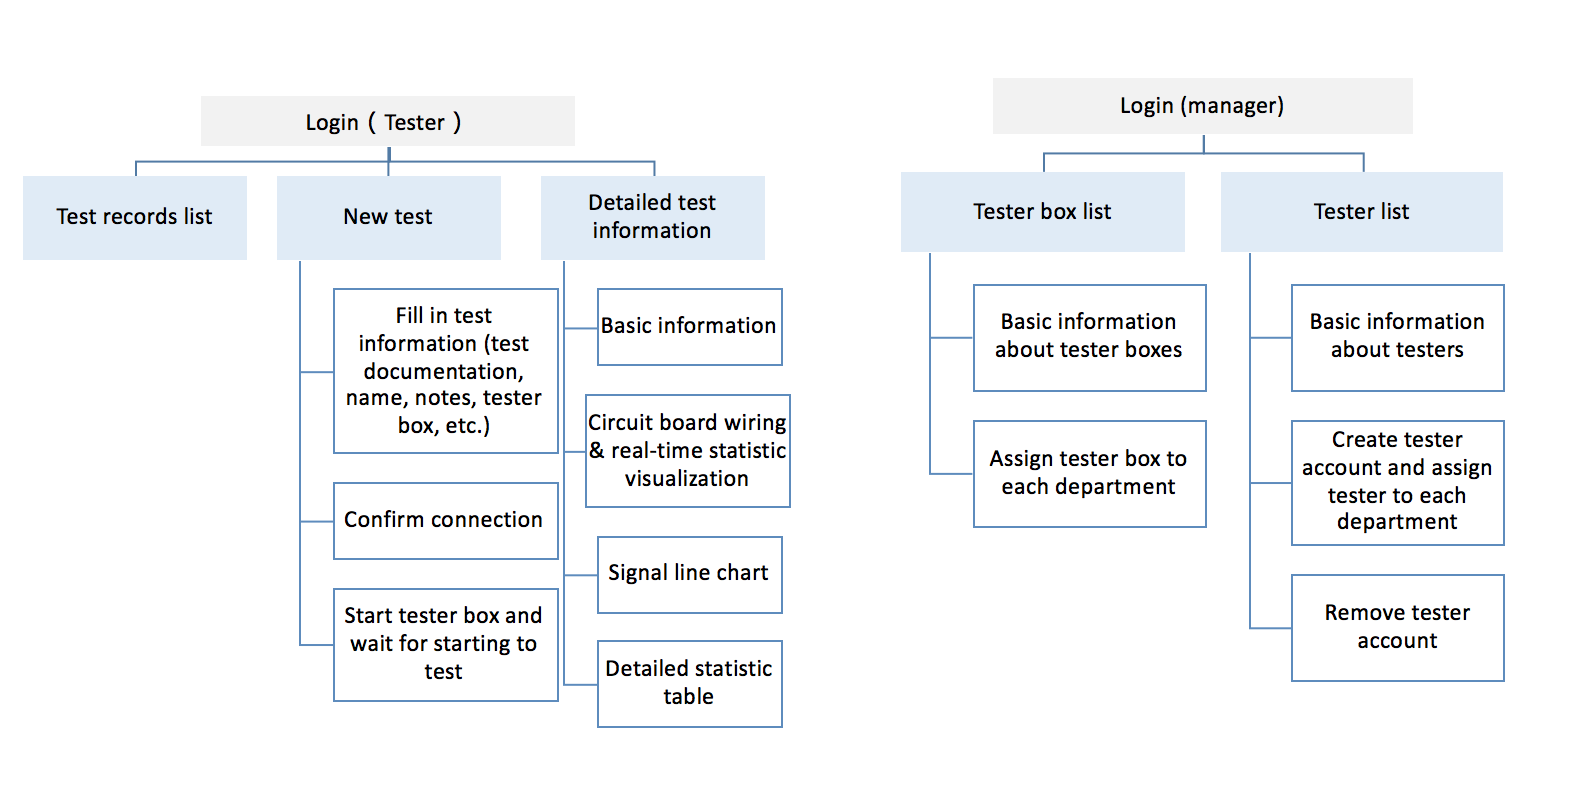 Login ( Tester )
Test records list
New test
Detailed test
information
Fill in test
information (test
documentation,
name, notes, tester
box, etc.)
Confirm connection
Start tester box and
wait for starting to
test
Basic information
Circuit board wiring
& real-time statistic
visualization
Signal line chart
Detailed statistic
table
Login (manager)
Tester box list
Tester list
Basic information
about tester boxes
Assign tester box to
each department
Basic information
about testers
Create tester
account and assign
tester to each
department
Remove tester
account